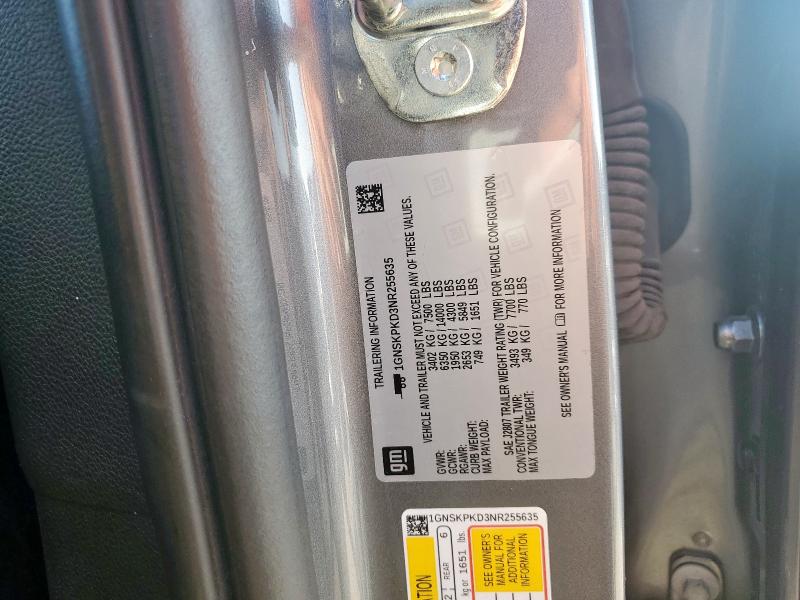 TRAILERING INFORMATION
1GNSKPKD3NR255635
gm
VEHICLE AND TRAILER MUST NOT EXCEED ANY OF THESE VALUES.
GVWR: 3402 KG / 7500 LBS
GCWR: 6350 KG / 14000 LBS
RGAWR: 1950 KG / 4300 LBS
CURB WEIGHT: 2653 KG / 5849 LBS
MAX PAYLOAD: 749 KG / 1651 LBS
SAE J2807 TRAILER WEIGHT RATING (TWR) FOR VEHICLE CONFIGURATION.
CONVENTIONAL TWR: 3493 KG / 7700 LBS
MAX TONGUE WEIGHT: 349 KG / 770 LBS
SEE OWNER'S MANUAL FOR MORE INFORMATION
1GNSKPKD3NR255635
REAR 6
kg or 1651 lbs.
SEE OWNER'S
MANUAL FOR
ADDITIONAL
INFORMATION